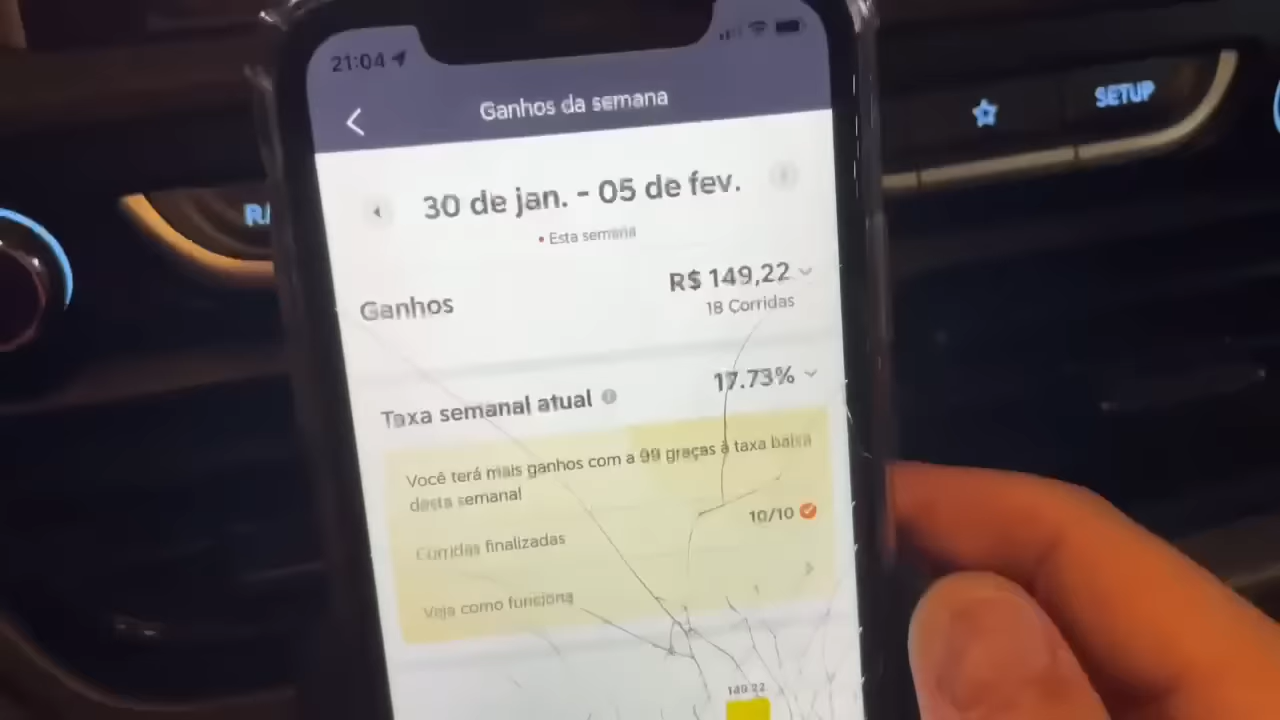 21:04
Ganhos da semana
SETUP
30 de jan. - 05 de fev.
• Esta semana
Ganhos
R$ 149,22
18 Corridas
Taxa semanal atual
17.73%
Você terá mais ganhos com a 99 graças à taxa baixa
desta semana!
Corridas finalizadas
10/10
Veja como funciona
149.22